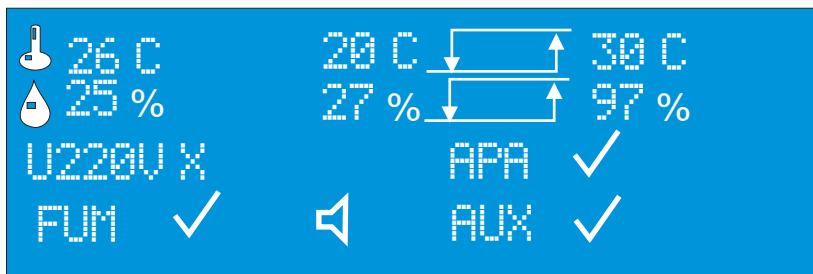 26 C 20 C 30 C
25 % 27 % 97 %
U220V X APA ✓
FUM ✓ AUX ✓